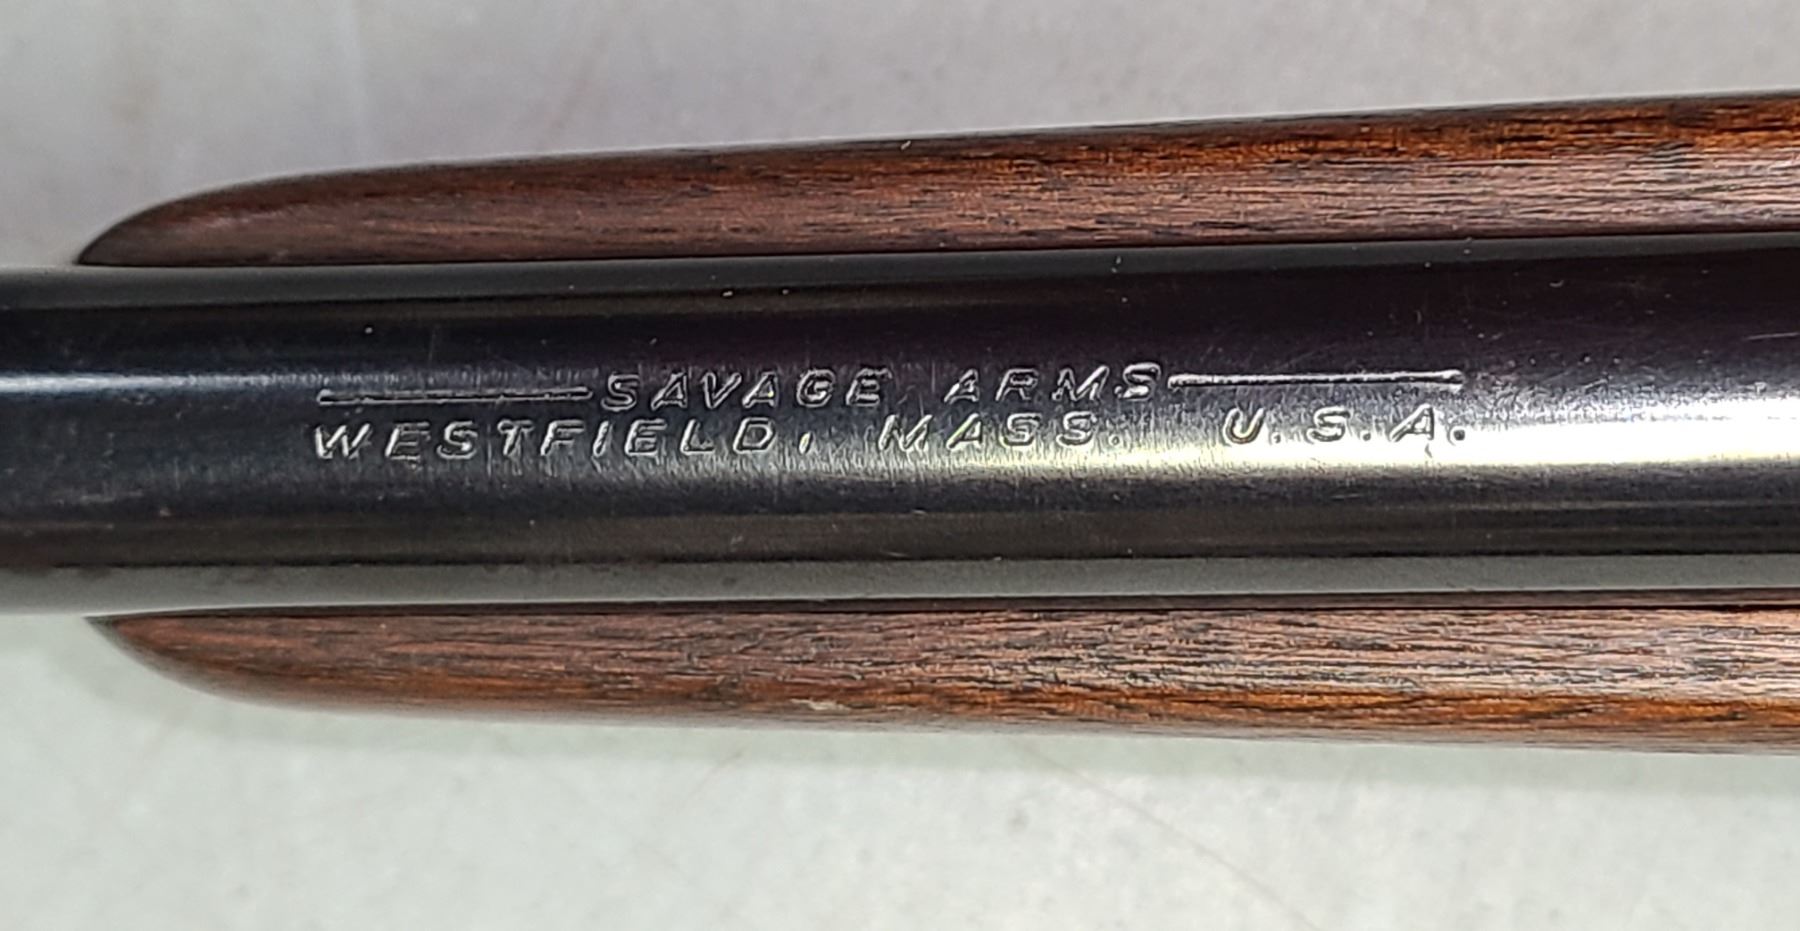 SAVAGE ARMS
WESTFIELD, MASS. U.S.A.